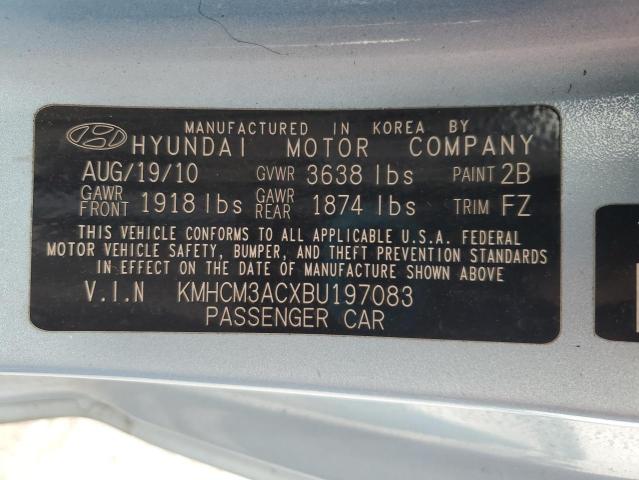 MANUFACTURED IN KOREA BY
HYUNDAI MOTOR COMPANY
AUG/19/10 GVWR 3638 lbs PAINT 2B
GAWR FRONT 1918 lbs GAWR REAR 1874 lbs TRIM FZ
THIS VEHICLE CONFORMS TO ALL APPLICABLE U.S.A. FEDERAL
MOTOR VEHICLE SAFETY, BUMPER, AND THEFT PREVENTION STANDARDS
IN EFFECT ON THE DATE OF MANUFACTURE SHOWN ABOVE
V.I.N KMHCM3ACXBU197083
PASSENGER CAR